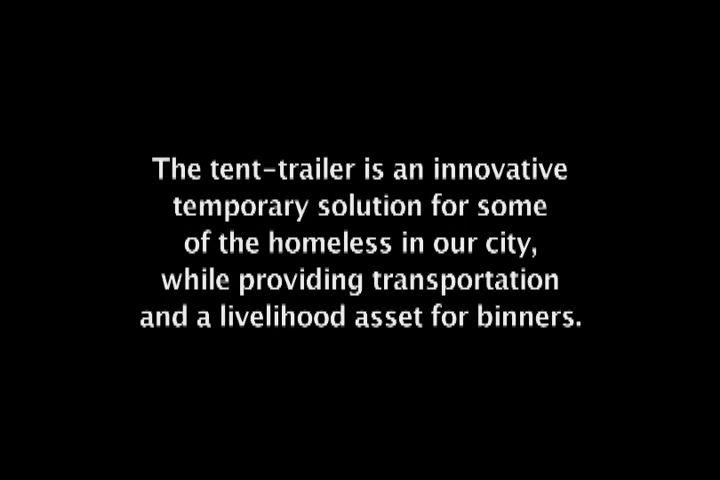 The tent-trailer is an innovative
temporary solution for some
of the homeless in our city,
while providing transportation
and a livelihood asset for binners.